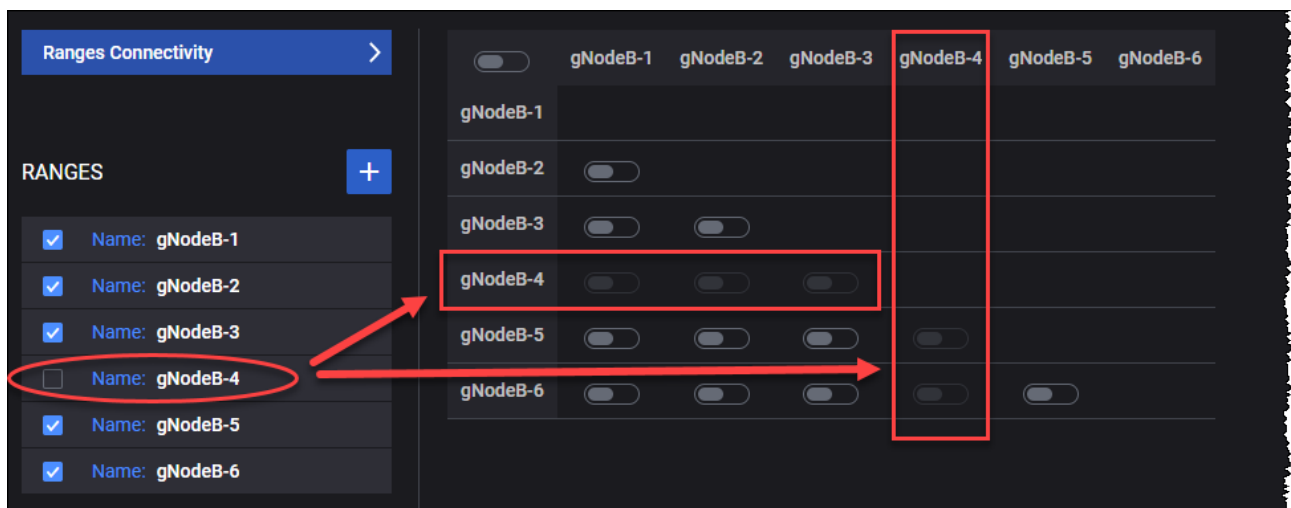 Ranges Connectivity
RANGES
+
Name: gNodeB-1
Name: gNodeB-2
Name: gNodeB-3
Name: gNodeB-4
Name: gNodeB-5
Name: gNodeB-6
gNodeB-1 gNodeB-2 gNodeB-3 gNodeB-4 gNodeB-5 gNodeB-6
gNodeB-1
gNodeB-2
gNodeB-3
gNodeB-4
gNodeB-5
gNodeB-6